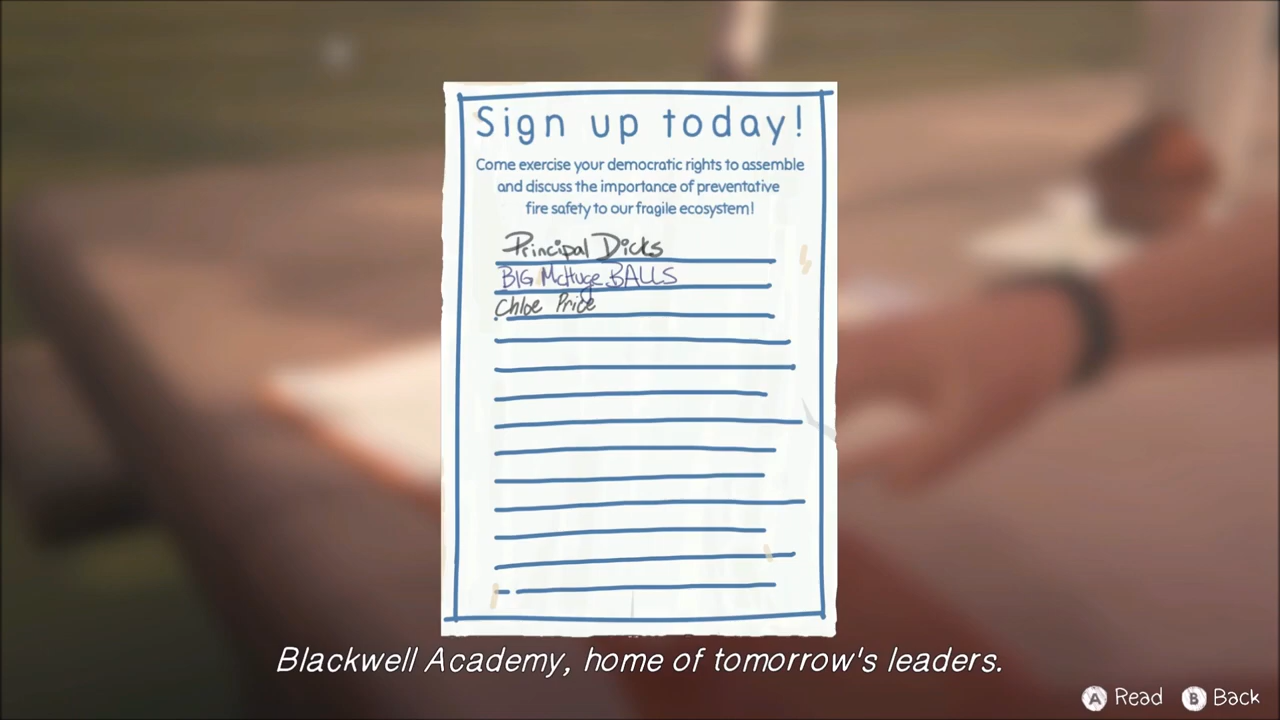 Sign up today!
Come exercise your democratic rights to assemble
and discuss the importance of preventative
fire safety to our fragile ecosystem!
Principal Dicks
BIG McHuge BALLS
Chloe Price
Blackwell Academy, home of tomorrow's leaders.
A Read B Back